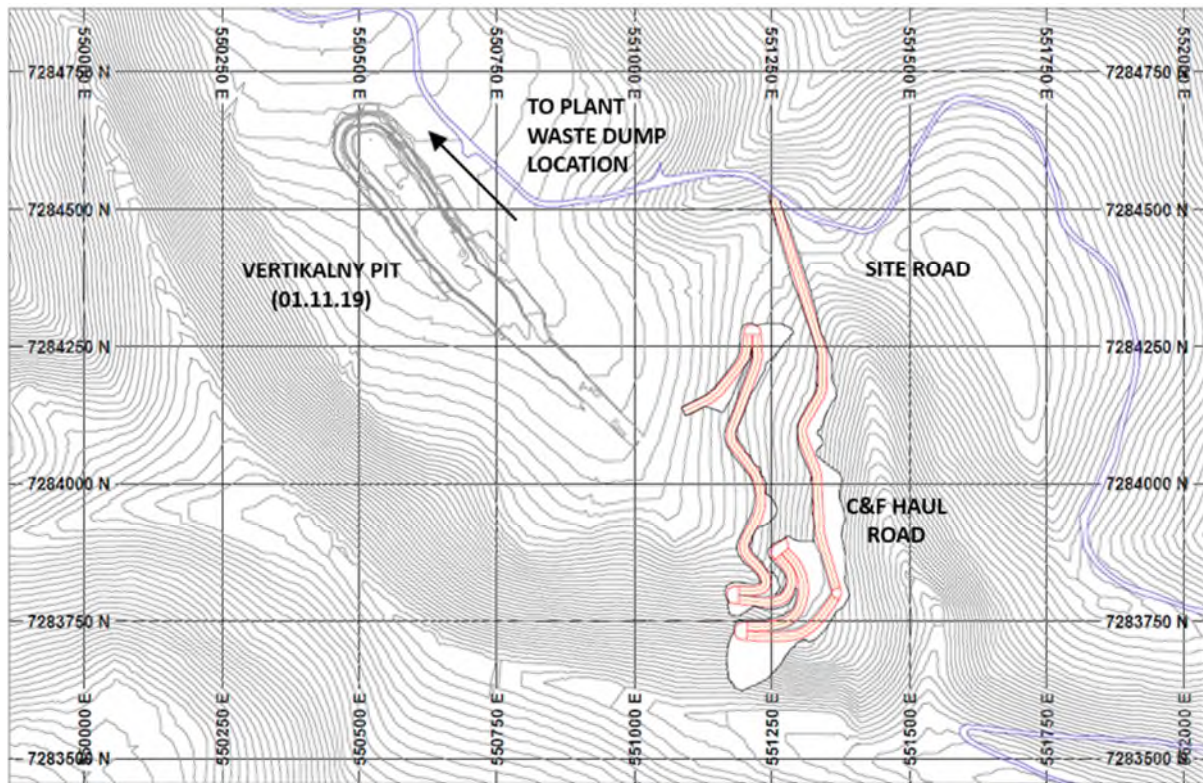 550000 E
550250 E
550500 E
550750 E
551000 E
551250 E
551500 E
551750 E
552000 E
7284750 N
7284750 N
TO PLANT
WASTE DUMP
LOCATION
7284500 N
7284500 N
VERTIKALNY PIT
(01.11.19)
SITE ROAD
7284250 N
7284250 N
7284000 N
7284000 N
C&F HAUL
ROAD
7283750 N
7283750 N
550000 E
550250 E
550500 E
550750 E
551000 E
551250 E
551500 E
551750 E
552000 E
7283500 N
7283500 N